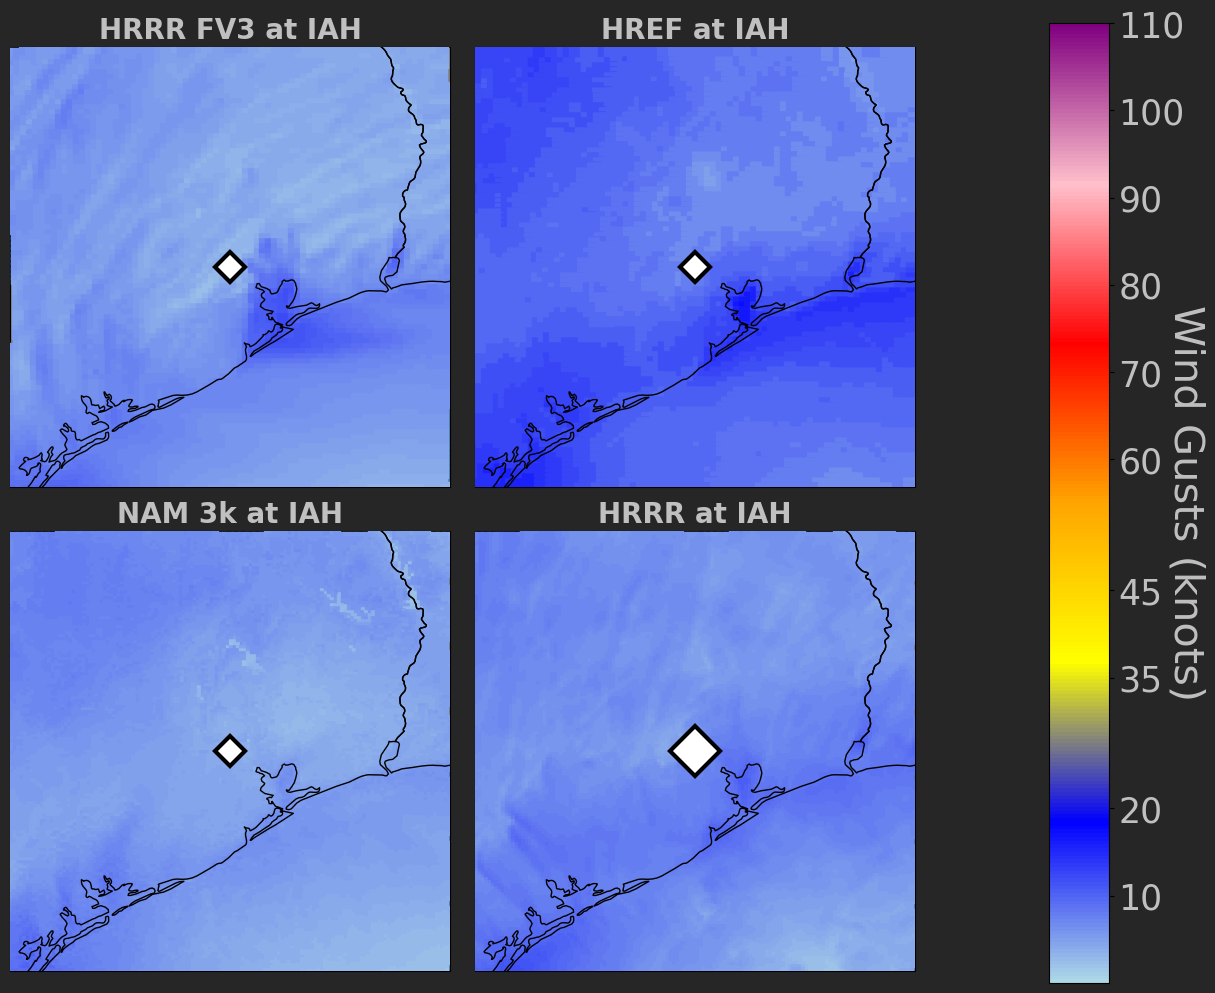 HRRR FV3 at IAH
HREF at IAH
NAM 3k at IAH
HRRR at IAH
110
100
90
80
70
60
45
35
20
10
Wind Gusts (knots)